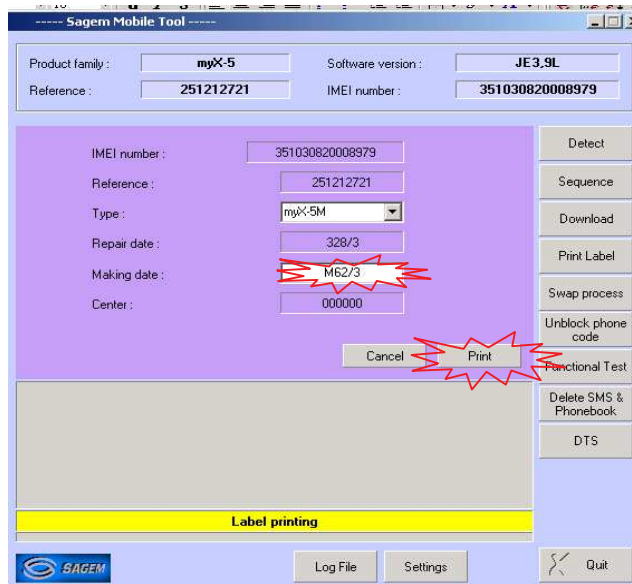 ----- Sagem Mobile Tool -----
Product family : myX-5 Software version : JE3,9L
Reference : 251212721 IMEI number : 351030820008979
IMEI number : 351030820008979
Reference : 251212721
Type : myX-5M
Repair date : 328/3
Making date : M62/3
Center : 000000
Cancel Print
Detect
Sequence
Download
Print Label
Swap process
Unblock phone
code
Functional Test
Delete SMS &
Phonebook
DTS
Label printing
SAGEM Log File Settings Quit